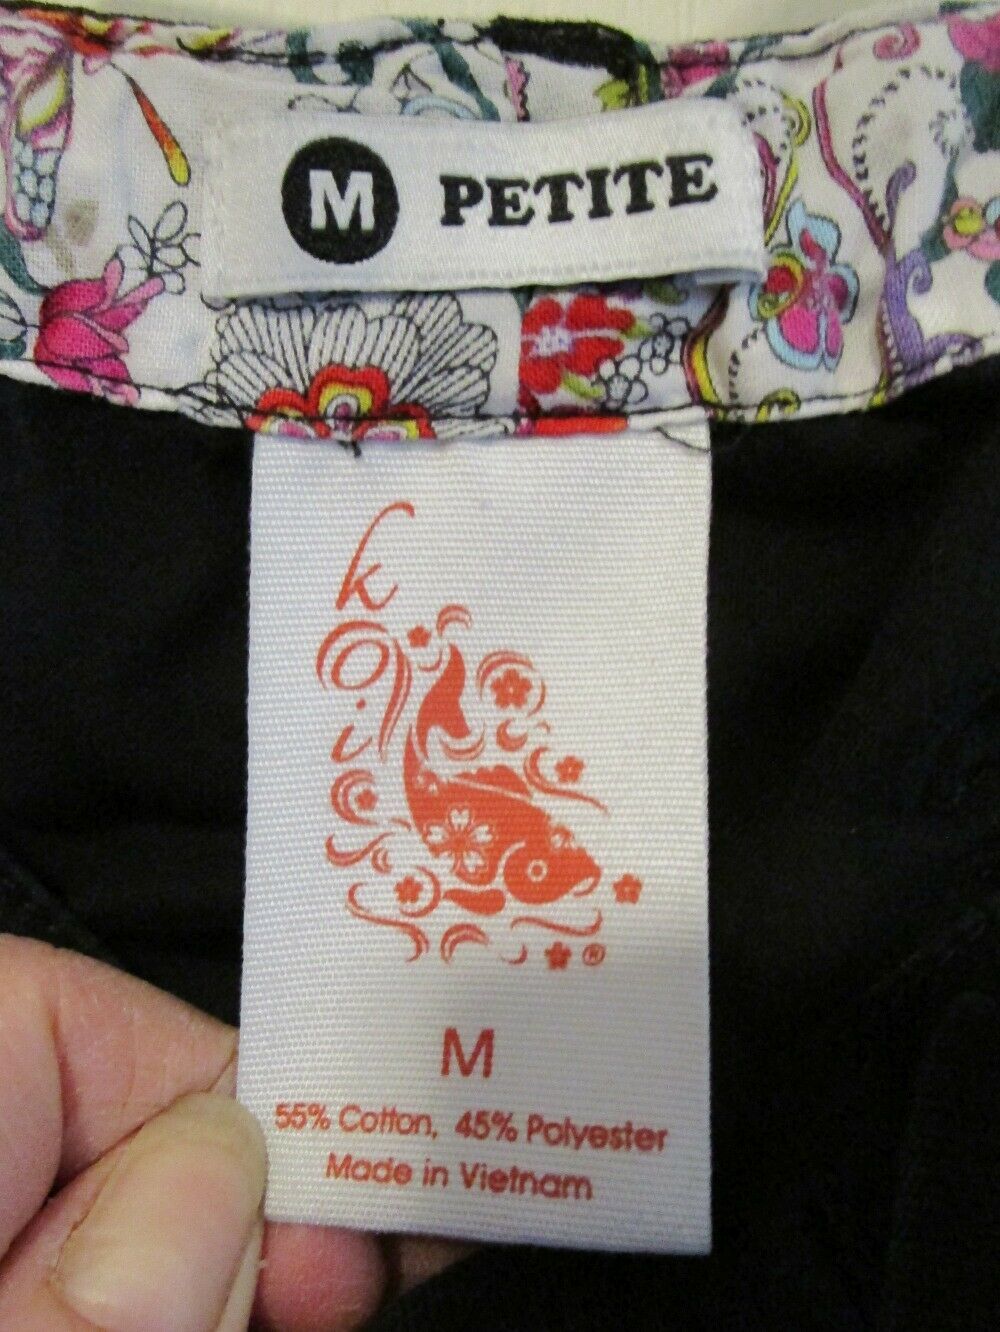 M PETITE
koi
®
M
55% Cotton, 45% Polyester
Made in Vietnam